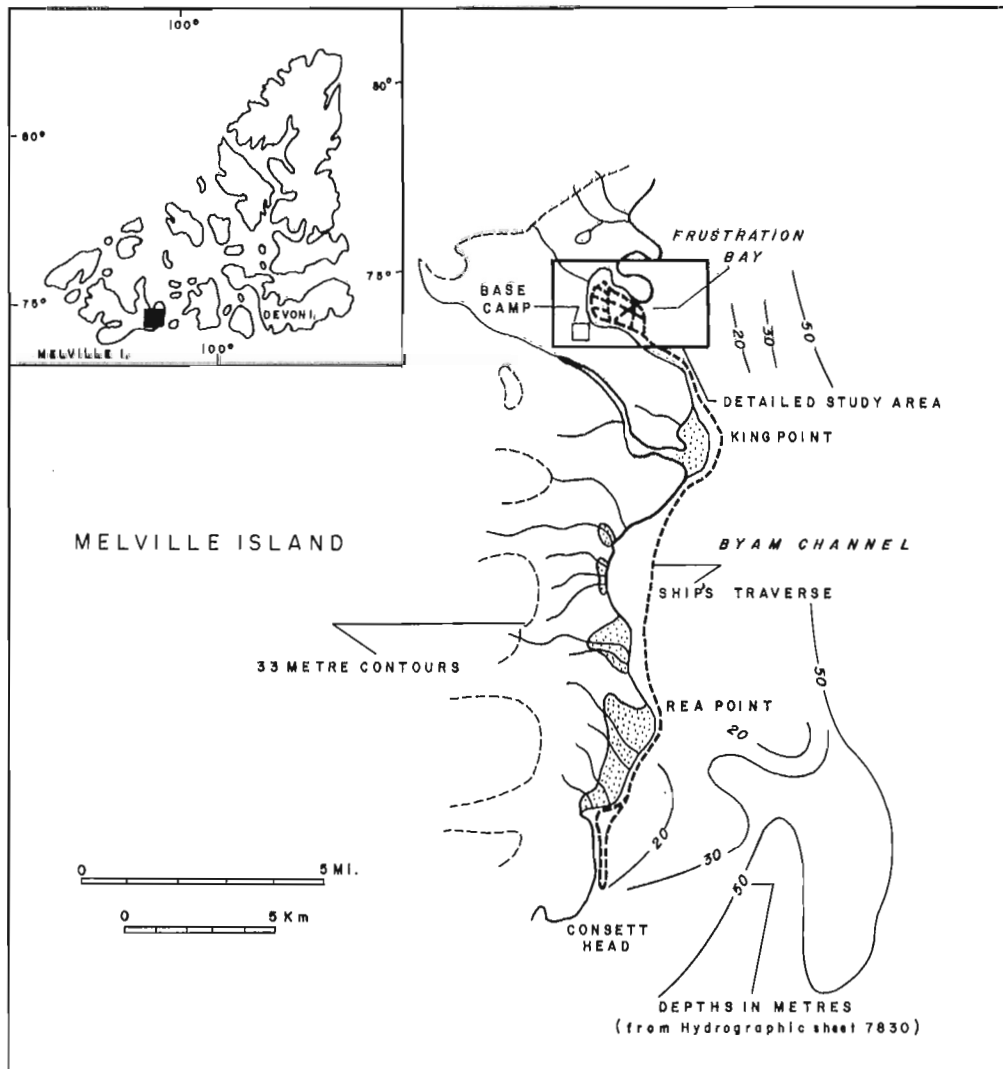 100°
80°
80°
75°
75°
DEVON I.
MELVILLE I.
100°
FRUSTRATION
BAY
BASE
CAMP
20
30
50
DETAILED STUDY AREA
KING POINT
MELVILLE ISLAND
BYAM CHANNEL
SHIPS TRAVERSE
33 METRE CONTOURS
50
REA POINT
20
20
30
50
0 5 MI.
0 5 Km
CONSETT
HEAD
DEPTHS IN METRES
(from Hydrographic sheet 7830)